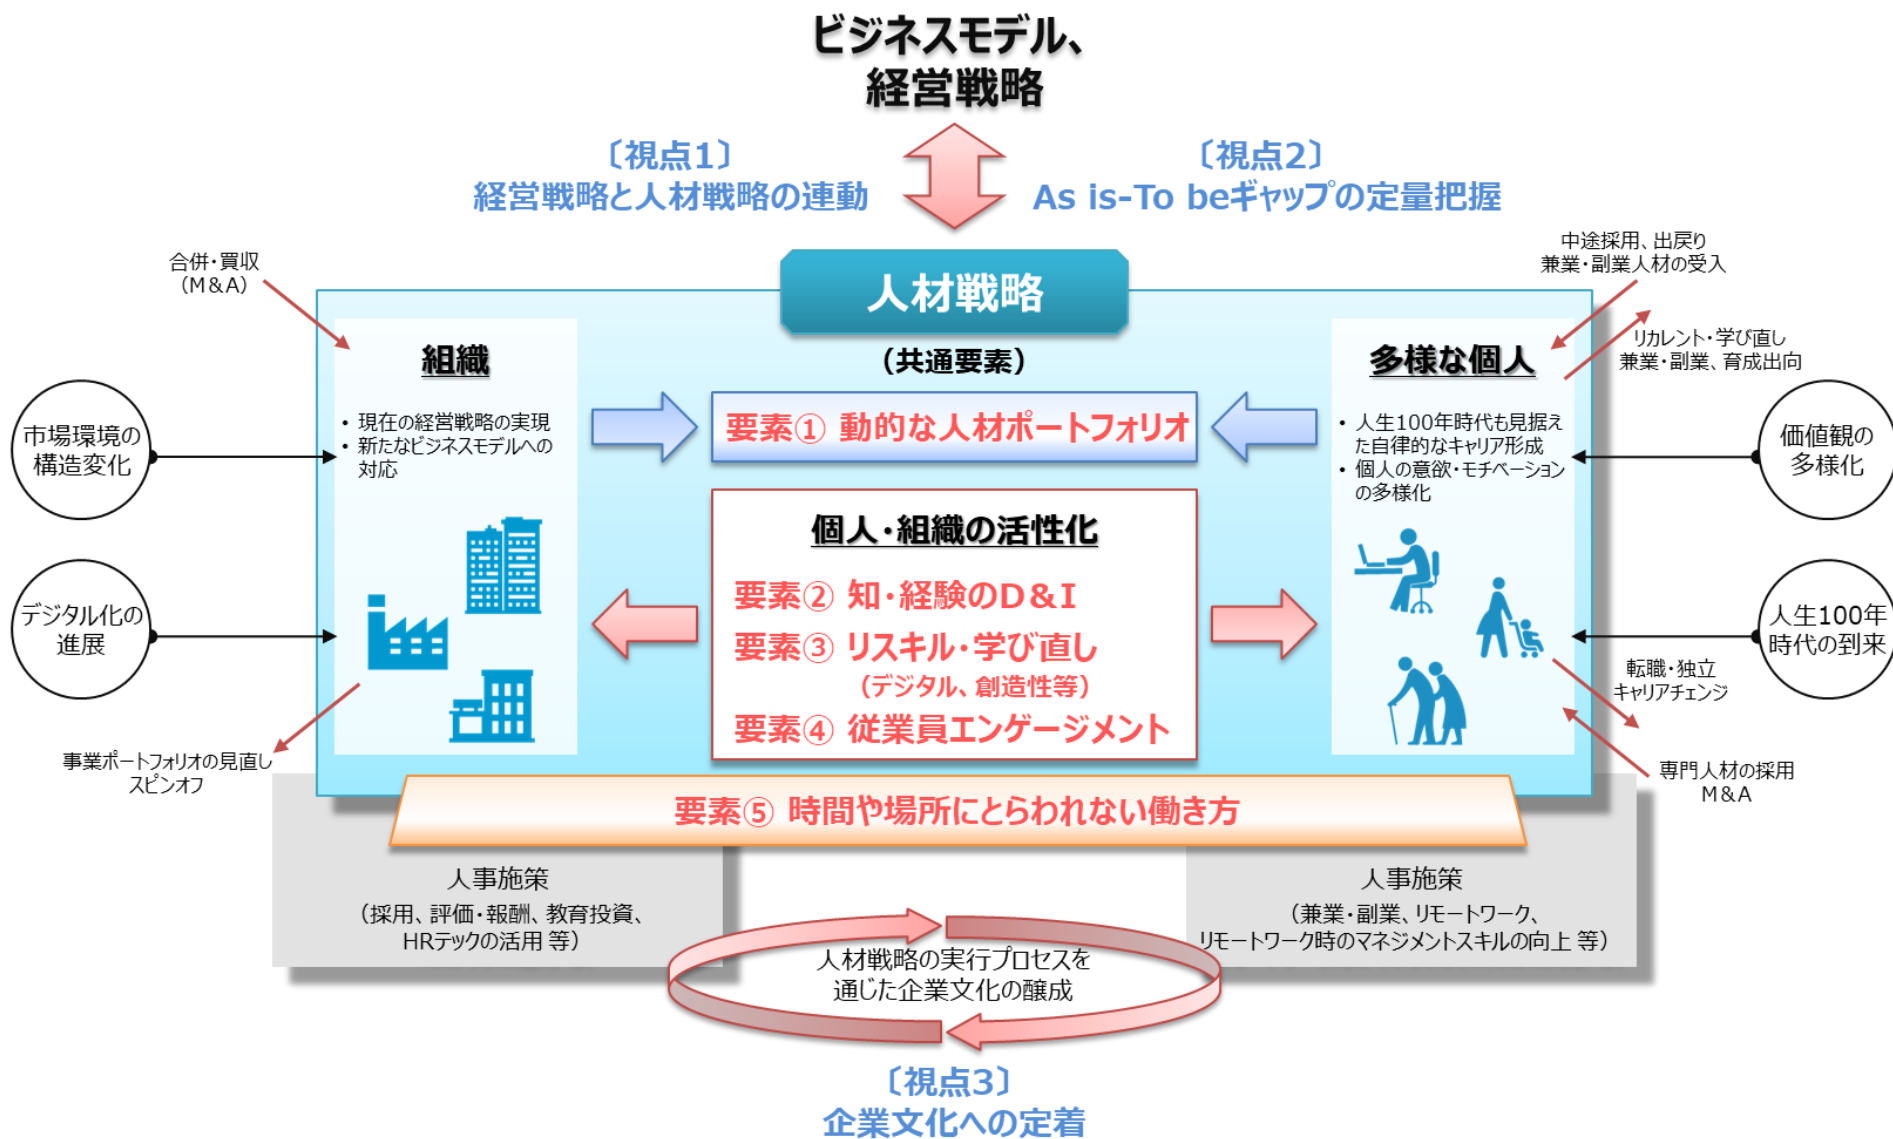 ビジネスモデル、
経営戦略
〔視点1〕
経営戦略と人材戦略の連動
〔視点2〕
As is-To beギャップの定量把握
合併・買収
（M&A）
中途採用、出戻り
兼業・副業人材の受入
リカレント・学び直し
兼業・副業、育成出向
人材戦略
（共通要素）
組織
• 現在の経営戦略の実現
• 新たなビジネスモデルへの
対応
市場環境の
構造変化
デジタル化の
進展
事業ポートフォリオの見直し
スピンオフ
要素① 動的な人材ポートフォリオ
個人・組織の活性化
要素② 知・経験のD&I
要素③ リスキル・学び直し
（デジタル、創造性等）
要素④ 従業員エンゲージメント
多様な個人
• 人生100年時代も見据え
た自律的なキャリア形成
• 個人の意欲・モチベーション
の多様化
価値観の
多様化
人生100年
時代の到来
転職・独立
キャリアチェンジ
専門人材の採用
M&A
要素⑤ 時間や場所にとらわれない働き方
人事施策
（採用、評価・報酬、教育投資、
HRテックの活用 等）
人事施策
（兼業・副業、リモートワーク、
リモートワーク時のマネジメントスキルの向上 等）
人材戦略の実行プロセスを
通じた企業文化の醸成
〔視点3〕
企業文化への定着